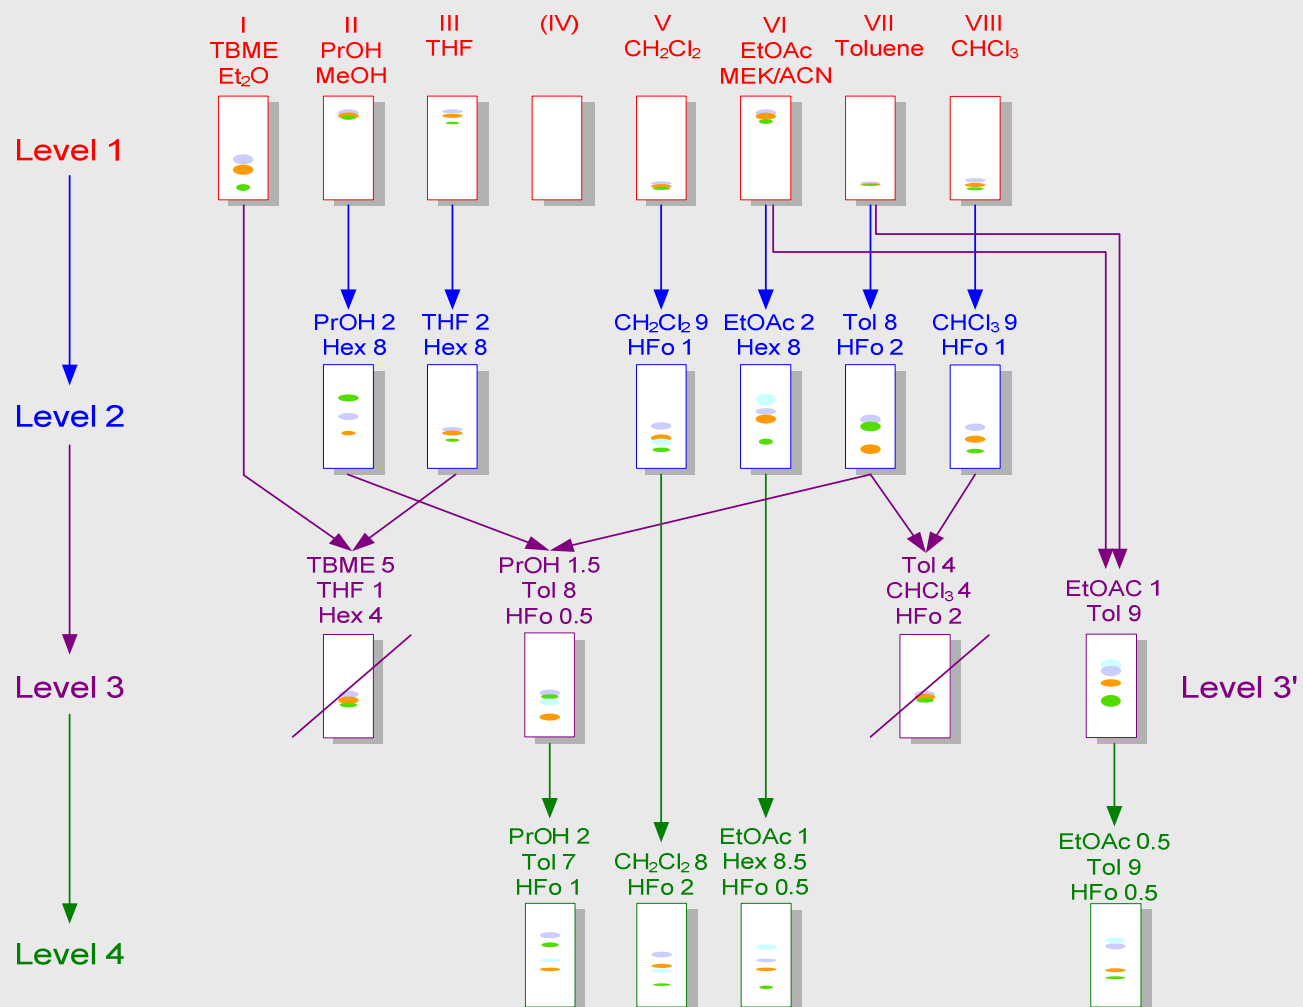 I
II
III
(IV)
V
VI
VII
VIII
TBME
Et₂O
PrOH
MeOH
THF
CH₂Cl₂
EtOAc
MEK/ACN
Toluene
CHCl₃
Level 1
PrOH 2
Hex 8
THF 2
Hex 8
CH₂Cl₂ 9
HFo 1
EtOAc 2
Hex 8
Tol 8
HFo 2
CHCl₃ 9
HFo 1
Level 2
TBME 5
THF 1
Hex 4
PrOH 1.5
Tol 8
HFo 0.5
Tol 4
CHCl₃ 4
HFo 2
EtOAC 1
Tol 9
Level 3
Level 3'
PrOH 2
Tol 7
HFo 1
CH₂Cl₂ 8
HFo 2
EtOAc 1
Hex 8.5
HFo 0.5
EtOAc 0.5
Tol 9
HFo 0.5
Level 4